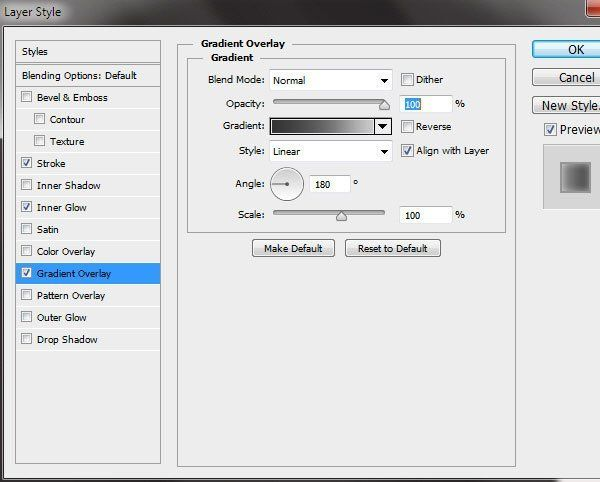 Layer Style
Styles
Blending Options: Default
Bevel & Emboss
Contour
Texture
Stroke
Inner Shadow
Inner Glow
Satin
Color Overlay
Gradient Overlay
Pattern Overlay
Outer Glow
Drop Shadow
Gradient Overlay
Gradient
Blend Mode: Normal Dither
Opacity: 100 %
Gradient: Reverse
Style: Linear Align with Layer
Angle: 180 °
Scale: 100 %
Make Default Reset to Default
OK
Cancel
New Style.
Preview